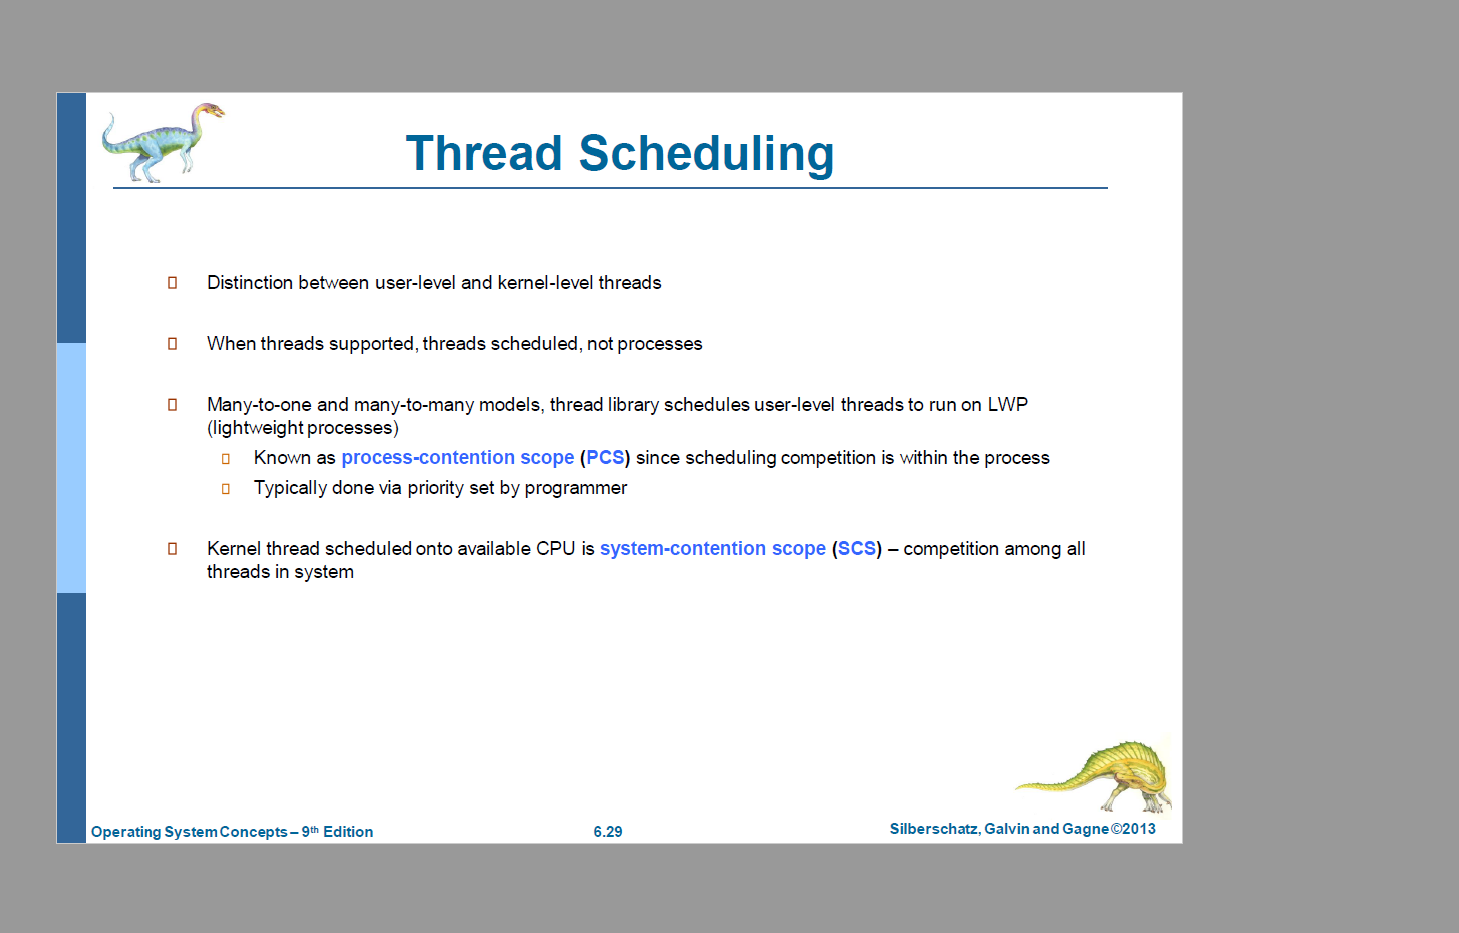 Thread Scheduling
Distinction between user-level and kernel-level threads
When threads supported, threads scheduled, not processes
Many-to-one and many-to-many models, thread library schedules user-level threads to run on LWP
(lightweight processes)
Known as process-contention scope (PCS) since scheduling competition is within the process
Typically done via priority set by programmer
Kernel thread scheduled onto available CPU is system-contention scope (SCS) – competition among all
threads in system
Operating System Concepts – 9th Edition
6.29
Silberschatz, Galvin and Gagne ©2013